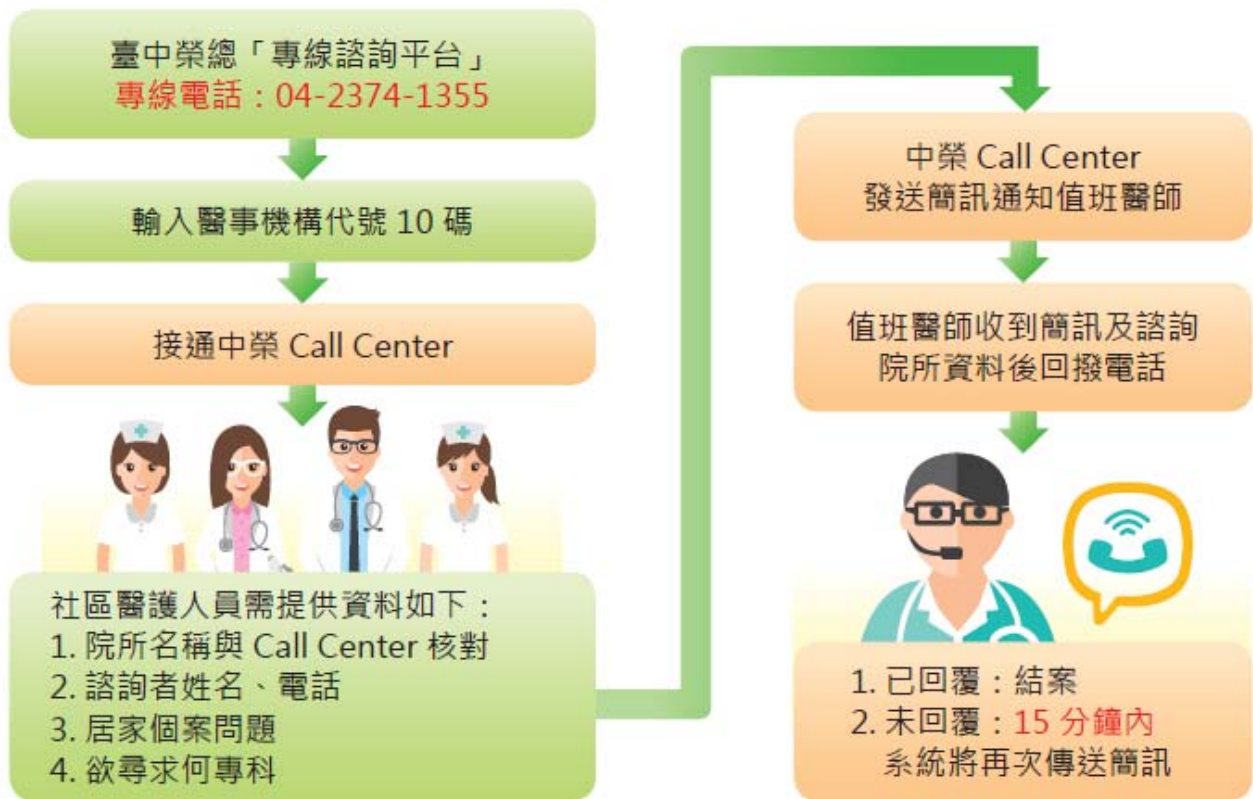 臺中榮總「專線諮詢平台」
專線電話：04-2374-1355
輸入醫事機構代號 10 碼
接通中榮 Call Center
社區醫護人員需提供資料如下：
1. 院所名稱與 Call Center 核對
2. 諮詢者姓名、電話
3. 居家個案問題
4. 欲尋求何專科
中榮 Call Center
發送簡訊通知值班醫師
值班醫師收到簡訊及諮詢
院所資料後回撥電話
1. 已回覆：結案
2. 未回覆：15 分鐘內
系統將再次傳送簡訊